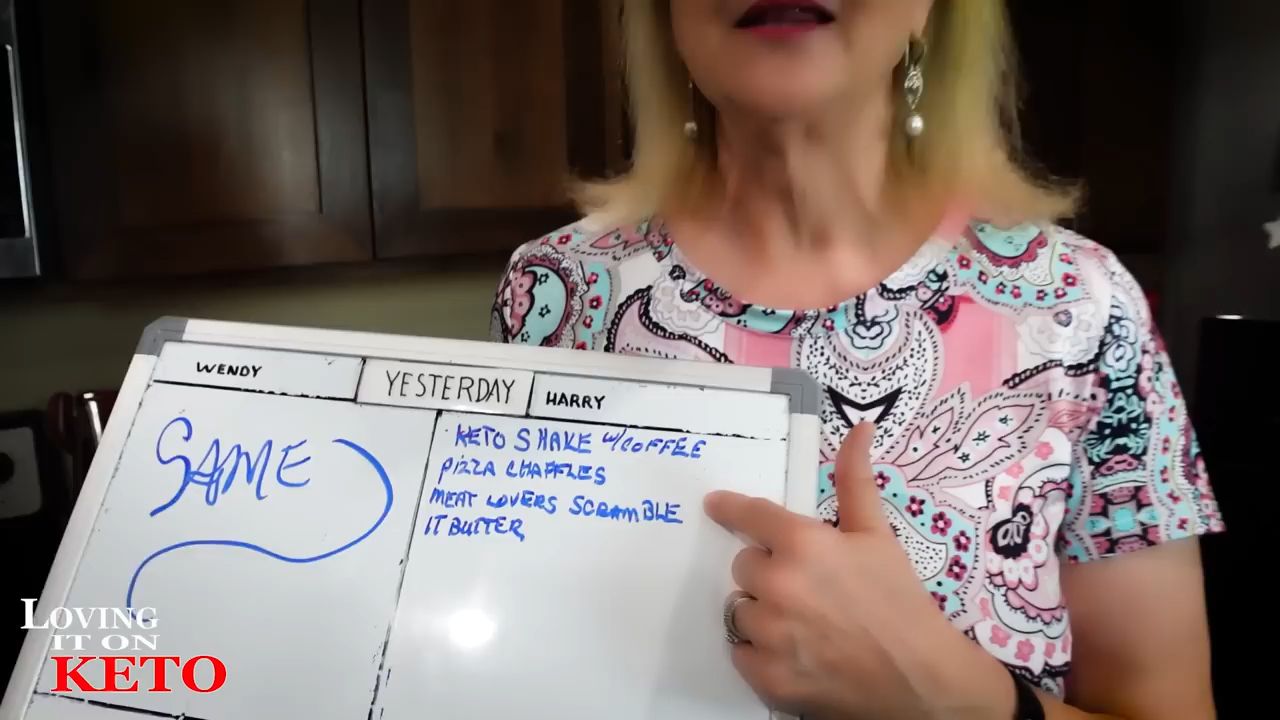 WENDY
YESTERDAY
HARRY
SAME
KETO SHAKE w/COFFEE
PIZZA CHAFFLES
MEAT LOVERS SCRAMBLE
1T BUTTER
LOVING
IT ON
KETO